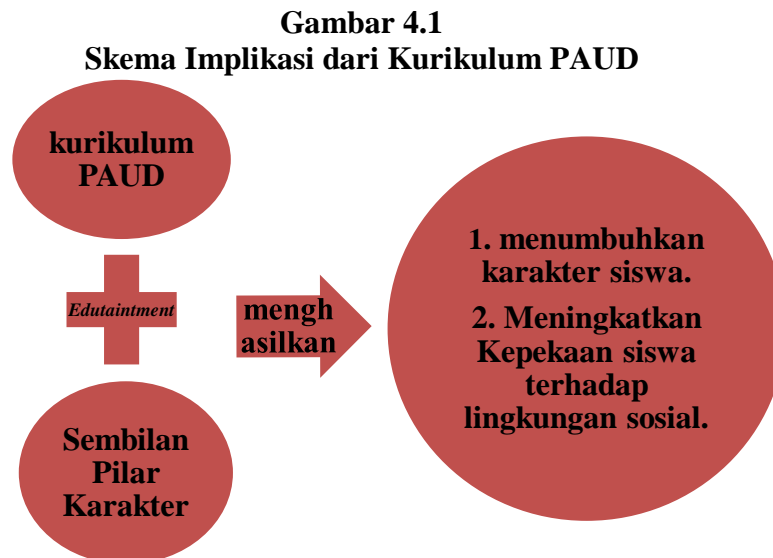 Gambar 4.1
Skema Implikasi dari Kurikulum PAUD
kurikulum
PAUD
Edutaintment
Sembilan
Pilar
Karakter
mengh
asilkan
1. menumbuhkan
karakter siswa.
2. Meningkatkan
Kepekaan siswa
terhadap
lingkungan sosial.